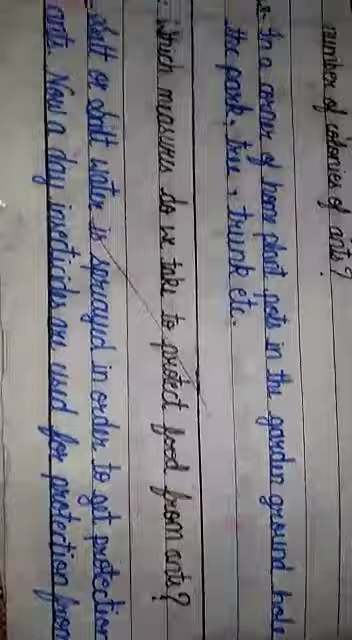 number of colonies of ants?
In a corner of home plant pots in the garden ground hole
the park, tree, trunk etc.
Which measures do we take to protect food from ants?
salt or salt water is sprayed in order to get protection
ants. Now a day insecticides are used for protection from